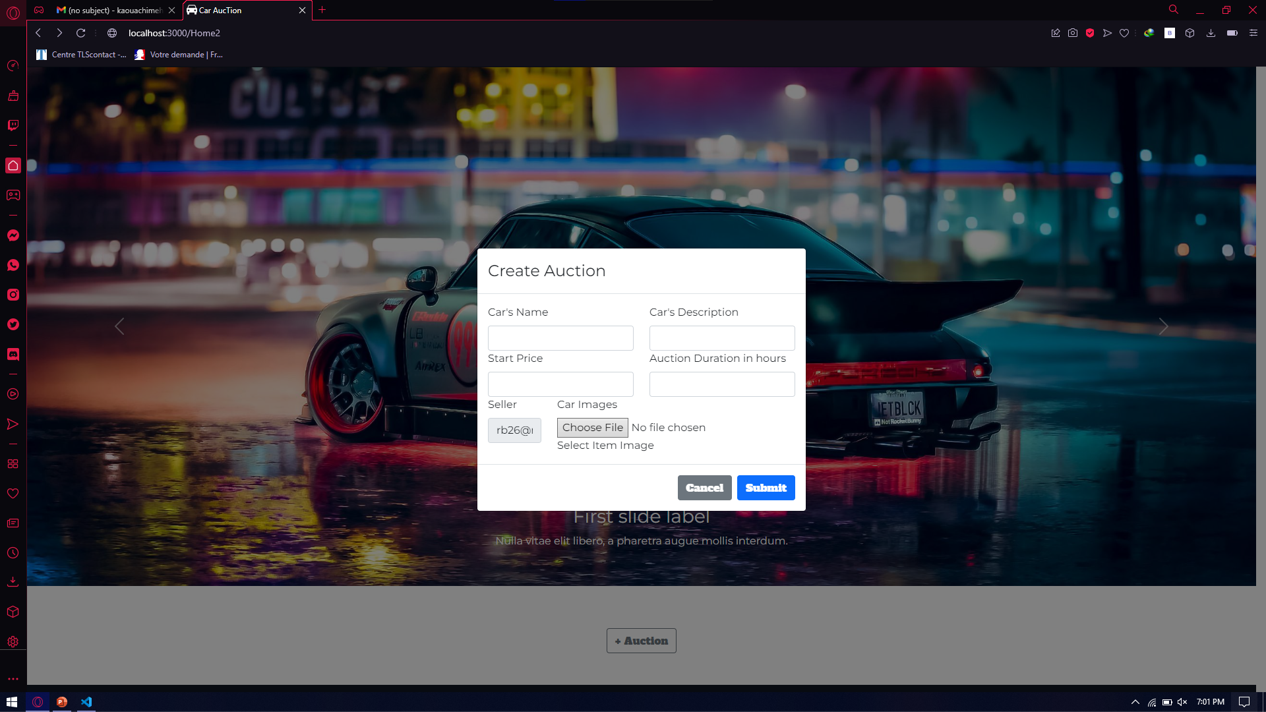 (no subject) - kaouachimeh
Car AucTion
localhost:3000/Home2
Centre TLScontact -...
Votre demande | Fr...
Create Auction
Car's Name
Car's Description
Start Price
Auction Duration in hours
Seller
Car Images
rb26@
Choose File No file chosen
Select Item Image
Cancel
Submit
JETBLCK
First slide label
Nulla vitae elit libero, a pharetra augue mollis interdum.
+ Auction
7:01 PM